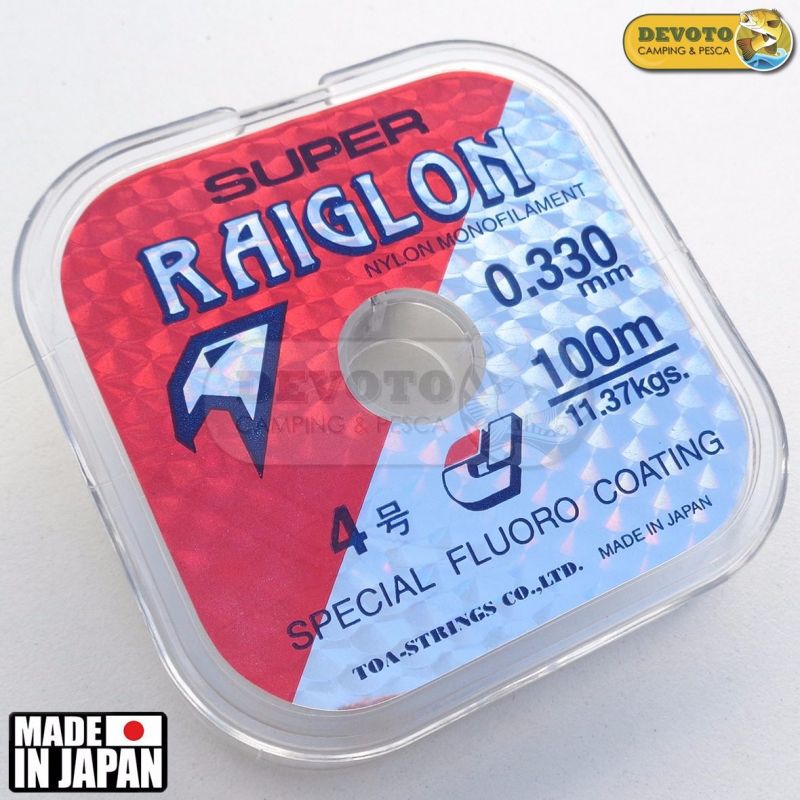 DEVOTO
CAMPING & PESCA
SUPER
RAIGLON
NYLON MONOFILAMENT
0.330
mm
100m
11.37kgs.
DEVOTO
CAMPING & PESCA
4号
SPECIAL FLUORO COATING
MADE IN JAPAN
TOA-STRINGS CO.,LTD.
MADE
IN JAPAN